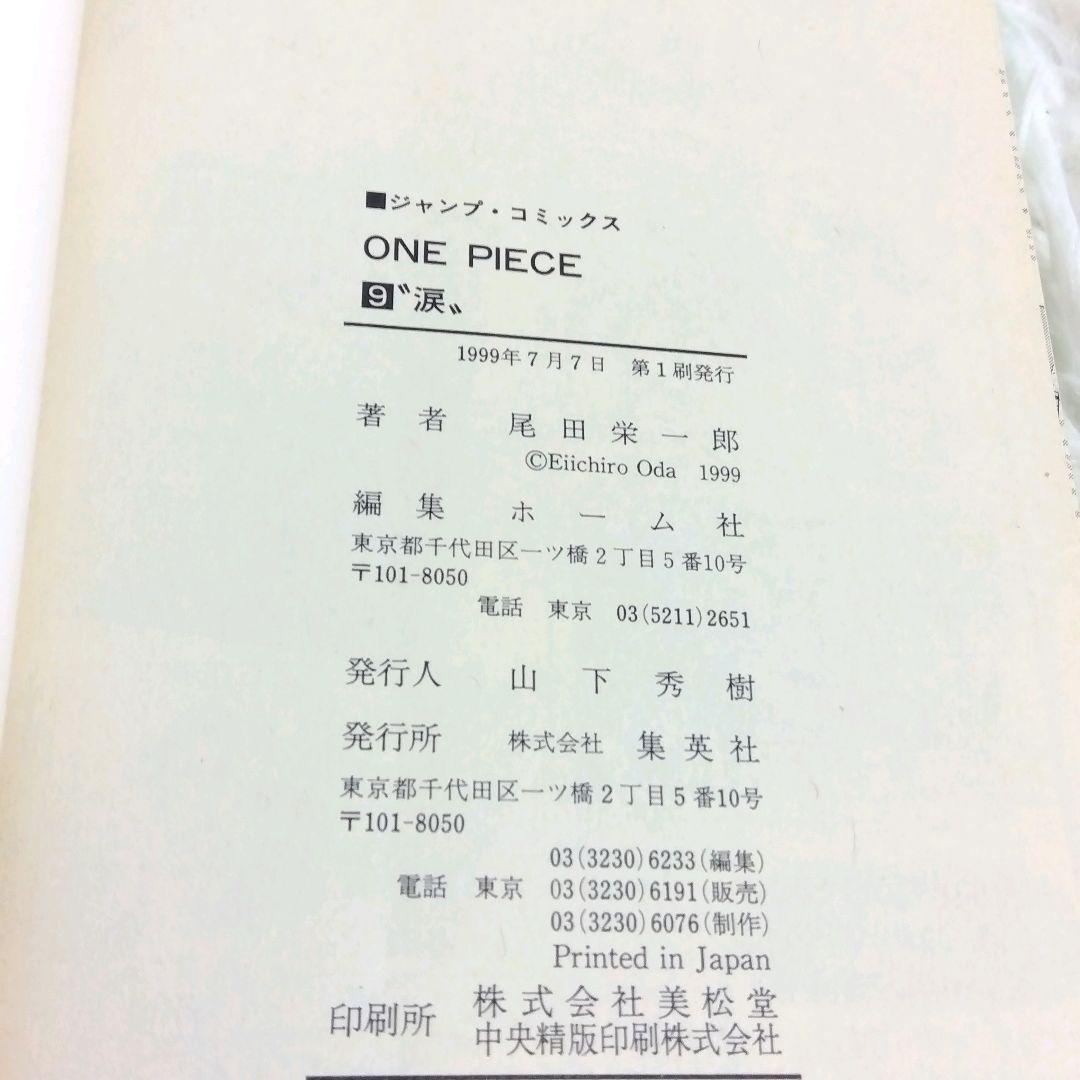 ■ジャンプ・コミックス
ONE PIECE
9〝涙〟
1999年7月7日 第1刷発行
著者 尾田栄一郎
©Eiichiro Oda 1999
編集 ホーム社
東京都千代田区一ツ橋2丁目5番10号
〒101-8050
電話 東京 03(5211)2651
発行人 山下秀樹
発行所 株式会社 集英社
東京都千代田区一ツ橋2丁目5番10号
〒101-8050
03(3230)6233(編集)
電話 東京 03(3230)6191(販売)
03(3230)6076(制作)
Printed in Japan
印刷所 株式会社美松堂
中央精版印刷株式会社